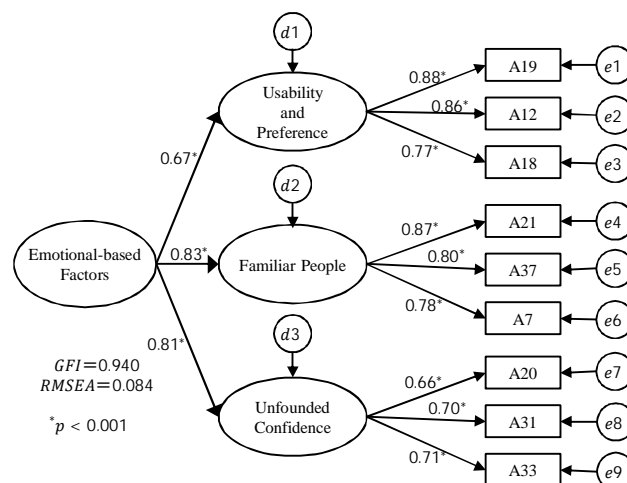 d1
Usability
and
Preference
0.88*
A19
e1
0.86*
A12
e2
0.77*
A18
e3
0.67*
d2
Emotional-based
Factors
0.83*
Familiar People
0.87*
A21
e4
0.80*
A37
e5
0.78*
A7
e6
0.81*
d3
Unfounded
Confidence
0.66*
A20
e7
0.70*
A31
e8
0.71*
A33
e9
GFI=0.940
RMSEA=0.084
*p < 0.001